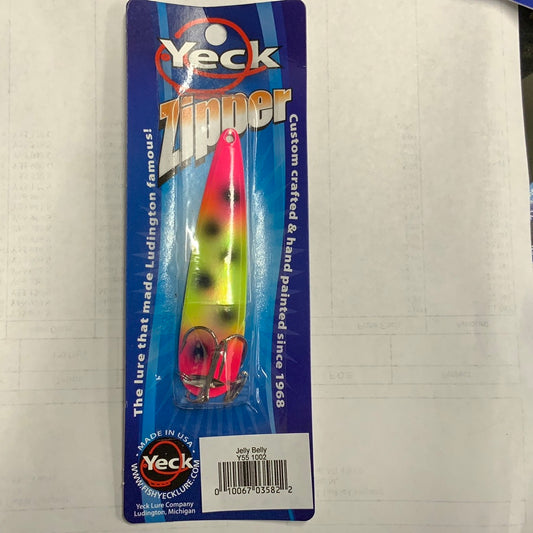 Yeck
Zipper
The lure that made Ludington famous!
Custom crafted & hand painted since 1968
MADE IN USA
Yeck
WWW.FISHYECKLURE.COM
Yeck Lure Company
Ludington, Michigan
Jelly Belly
Y55 1002
0 10067 03582 2